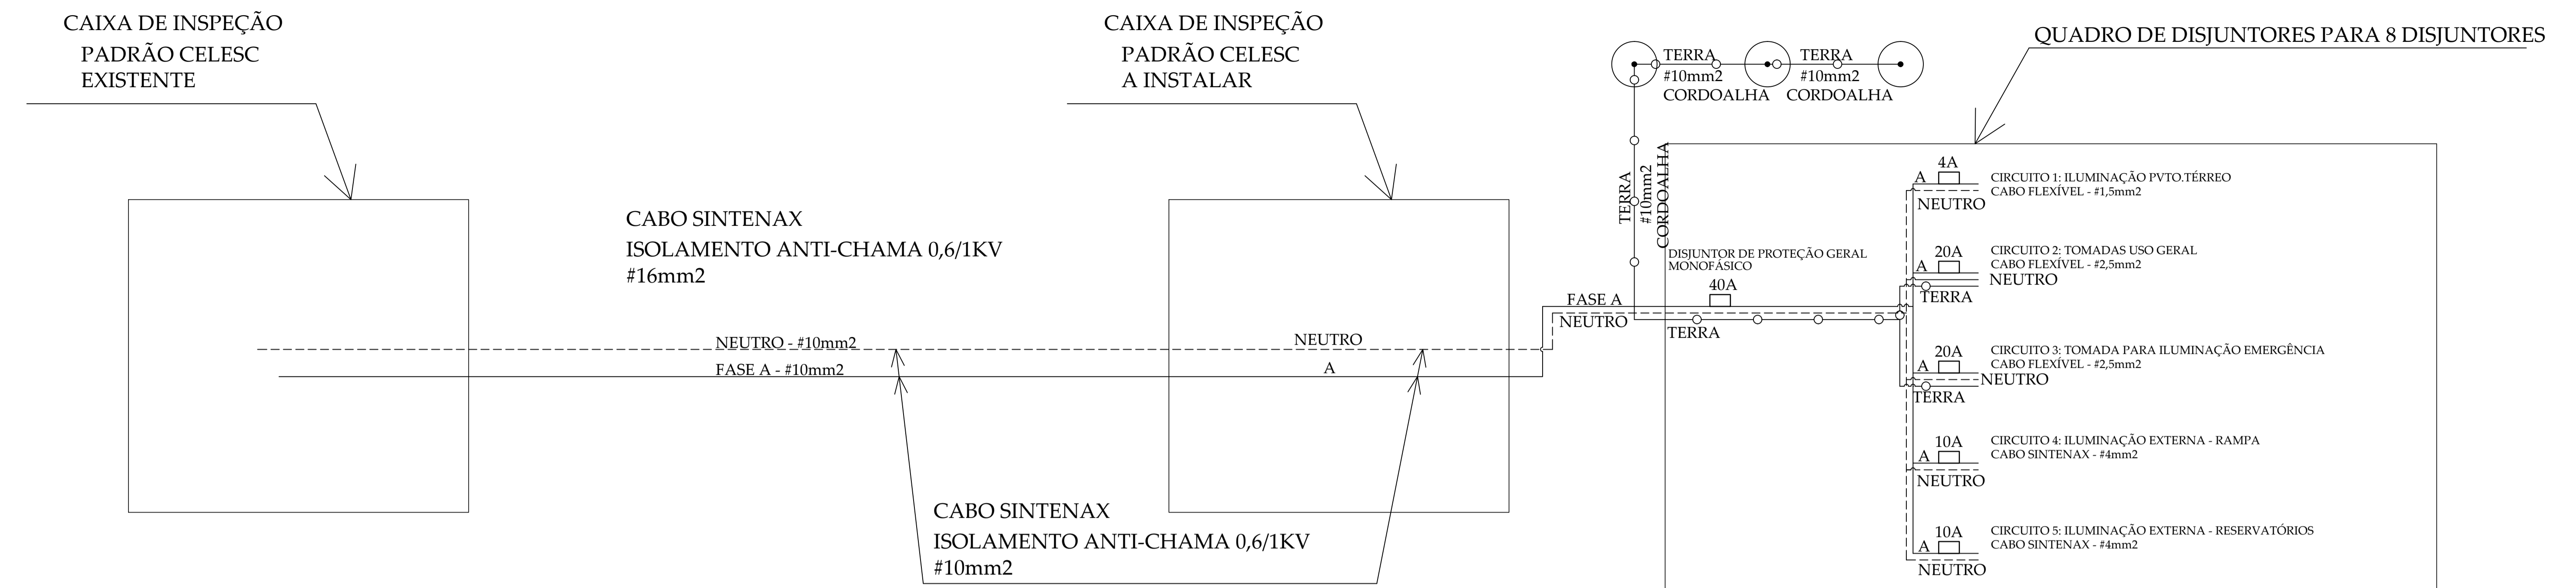 CAIXA DE INSPEÇÃO
PADRÃO CELESC
EXISTENTE
CAIXA DE INSPEÇÃO
PADRÃO CELESC
A INSTALAR
CABO SINTENAX
ISOLAMENTO ANTI-CHAMA 0,6/1KV
#16mm2
NEUTRO - #10mm2
FASE A - #10mm2
NEUTRO
A
CABO SINTENAX
ISOLAMENTO ANTI-CHAMA 0,6/1KV
#10mm2
TERRA
#10mm2
CORDOALHA
TERRA
#10mm2
CORDOALHA
TERRA
#10mm2
CORDOALHA
QUADRO DE DISJUNTORES PARA 8 DISJUNTORES
DISJUNTOR DE PROTEÇÃO GERAL
MONOFÁSICO
40A
FASE A
NEUTRO
TERRA
4A
A
NEUTRO
CIRCUITO 1: ILUMINAÇÃO PVTO.TÉRREO
CABO FLEXÍVEL - #1,5mm2
20A
A
NEUTRO
TERRA
CIRCUITO 2: TOMADAS USO GERAL
CABO FLEXÍVEL - #2,5mm2
20A
A
NEUTRO
TERRA
CIRCUITO 3: TOMADA PARA ILUMINAÇÃO EMERGÊNCIA
CABO FLEXÍVEL - #2,5mm2
10A
A
NEUTRO
CIRCUITO 4: ILUMINAÇÃO EXTERNA - RAMPA
CABO SINTENAX - #4mm2
10A
A
NEUTRO
CIRCUITO 5: ILUMINAÇÃO EXTERNA - RESERVATÓRIOS
CABO SINTENAX - #4mm2